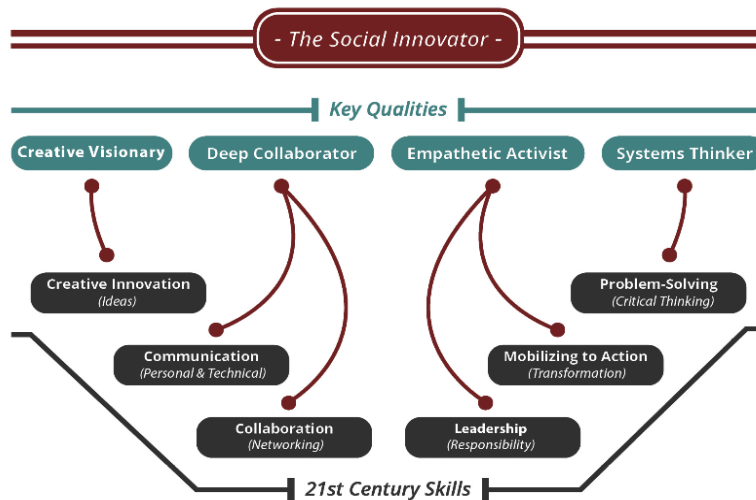 - The Social Innovator -
Key Qualities
Creative Visionary
Deep Collaborator
Empathetic Activist
Systems Thinker
Creative Innovation
(Ideas)
Problem-Solving
(Critical Thinking)
Communication
(Personal & Technical)
Mobilizing to Action
(Transformation)
Collaboration
(Networking)
Leadership
(Responsibility)
21st Century Skills